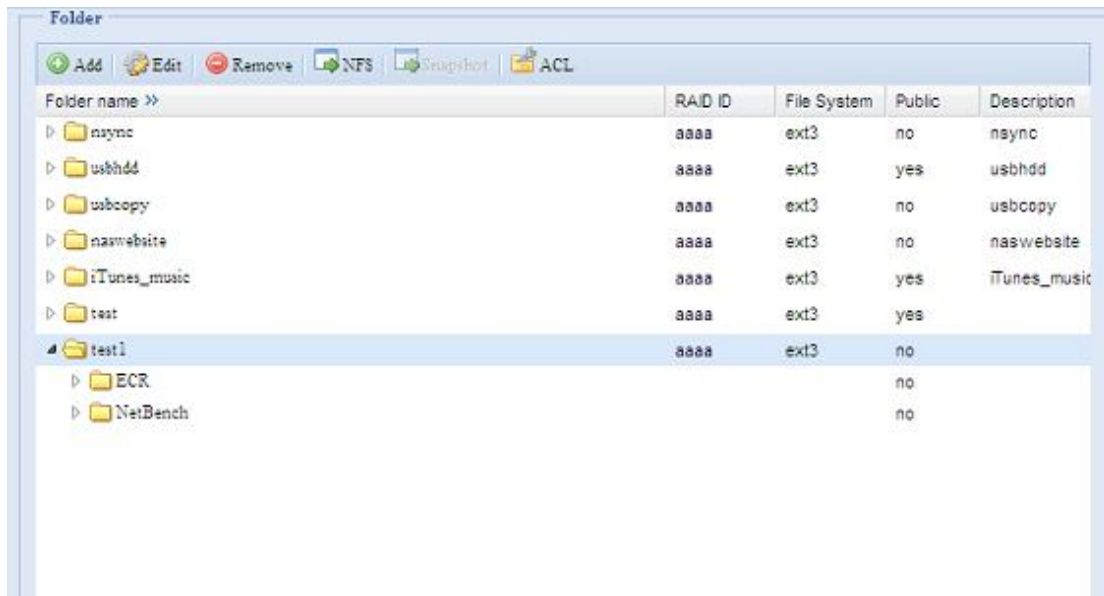 Folder
Add Edit Remove NFS Snapshot ACL
Folder name RAID ID File System Public Description
nsync aaaa ext3 no nsync
usbhdd aaaa ext3 yes usbhdd
usbcopy aaaa ext3 no usbcopy
naswebsite aaaa ext3 no naswebsite
iTunes_music aaaa ext3 yes iTunes_music
test aaaa ext3 yes
test1 aaaa ext3 no
ECR no
NetBench no